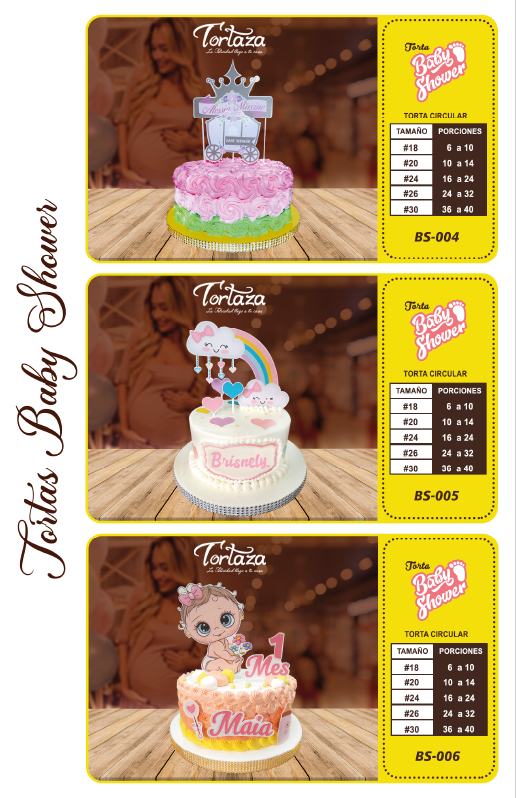 Tortas Baby Shower
Tortaza
La Felicidad llega a tu casa
BABY SHOWER
Torta
Baby
Shower
TORTA CIRCULAR
TAMAÑO PORCIONES
#18 6 a 10
#20 10 a 14
#24 16 a 24
#26 24 a 32
#30 36 a 40
BS-004
Tortaza
La Felicidad llega a tu casa
Brisnely
Torta
Baby
Shower
TORTA CIRCULAR
TAMAÑO PORCIONES
#18 6 a 10
#20 10 a 14
#24 16 a 24
#26 24 a 32
#30 36 a 40
BS-005
Tortaza
La Felicidad llega a tu casa
1
Mes
Maia
Torta
Baby
Shower
TORTA CIRCULAR
TAMAÑO PORCIONES
#18 6 a 10
#20 10 a 14
#24 16 a 24
#26 24 a 32
#30 36 a 40
BS-006